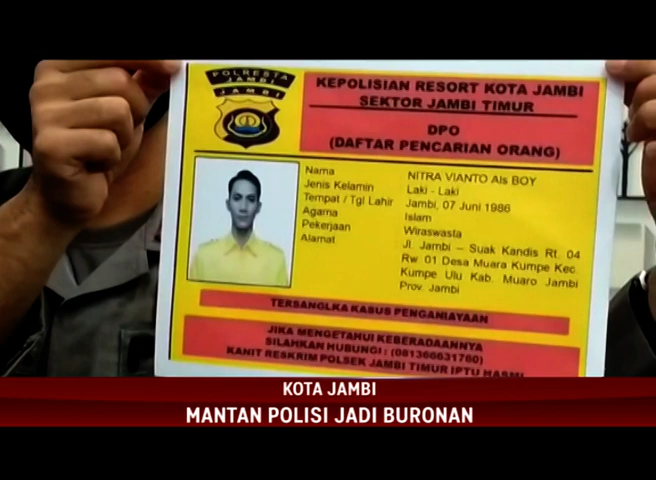 POLRESTA
JAMBI
JAMBI
KEPOLISIAN RESORT KOTA JAMBI
SEKTOR JAMBI TIMUR
DPO
(DAFTAR PENCARIAN ORANG)
Nama NITRA VIANTO Als BOY
Jenis Kelamin Laki - Laki
Tempat / Tgl Lahir Jambi, 07 Juni 1986
Agama Islam
Pekerjaan Wiraswasta
Alamat Jl. Jambi – Suak Kandis Rt. 04
Rw 01 Desa Muara Kumpe Kec.
Kumpe Ulu Kab. Muaro Jambi
Prov. Jambi
TERSANGLKA KASUS PENGANIAYAAN
JIKA MENGETAHUI KEBERADAANNYA
SILAHKAN HUBUNGI : (081366631760)
KANIT RESKRIM POLSEK JAMBI TIMUR IPTU HASMI
KOTA JAMBI
MANTAN POLISI JADI BURONAN